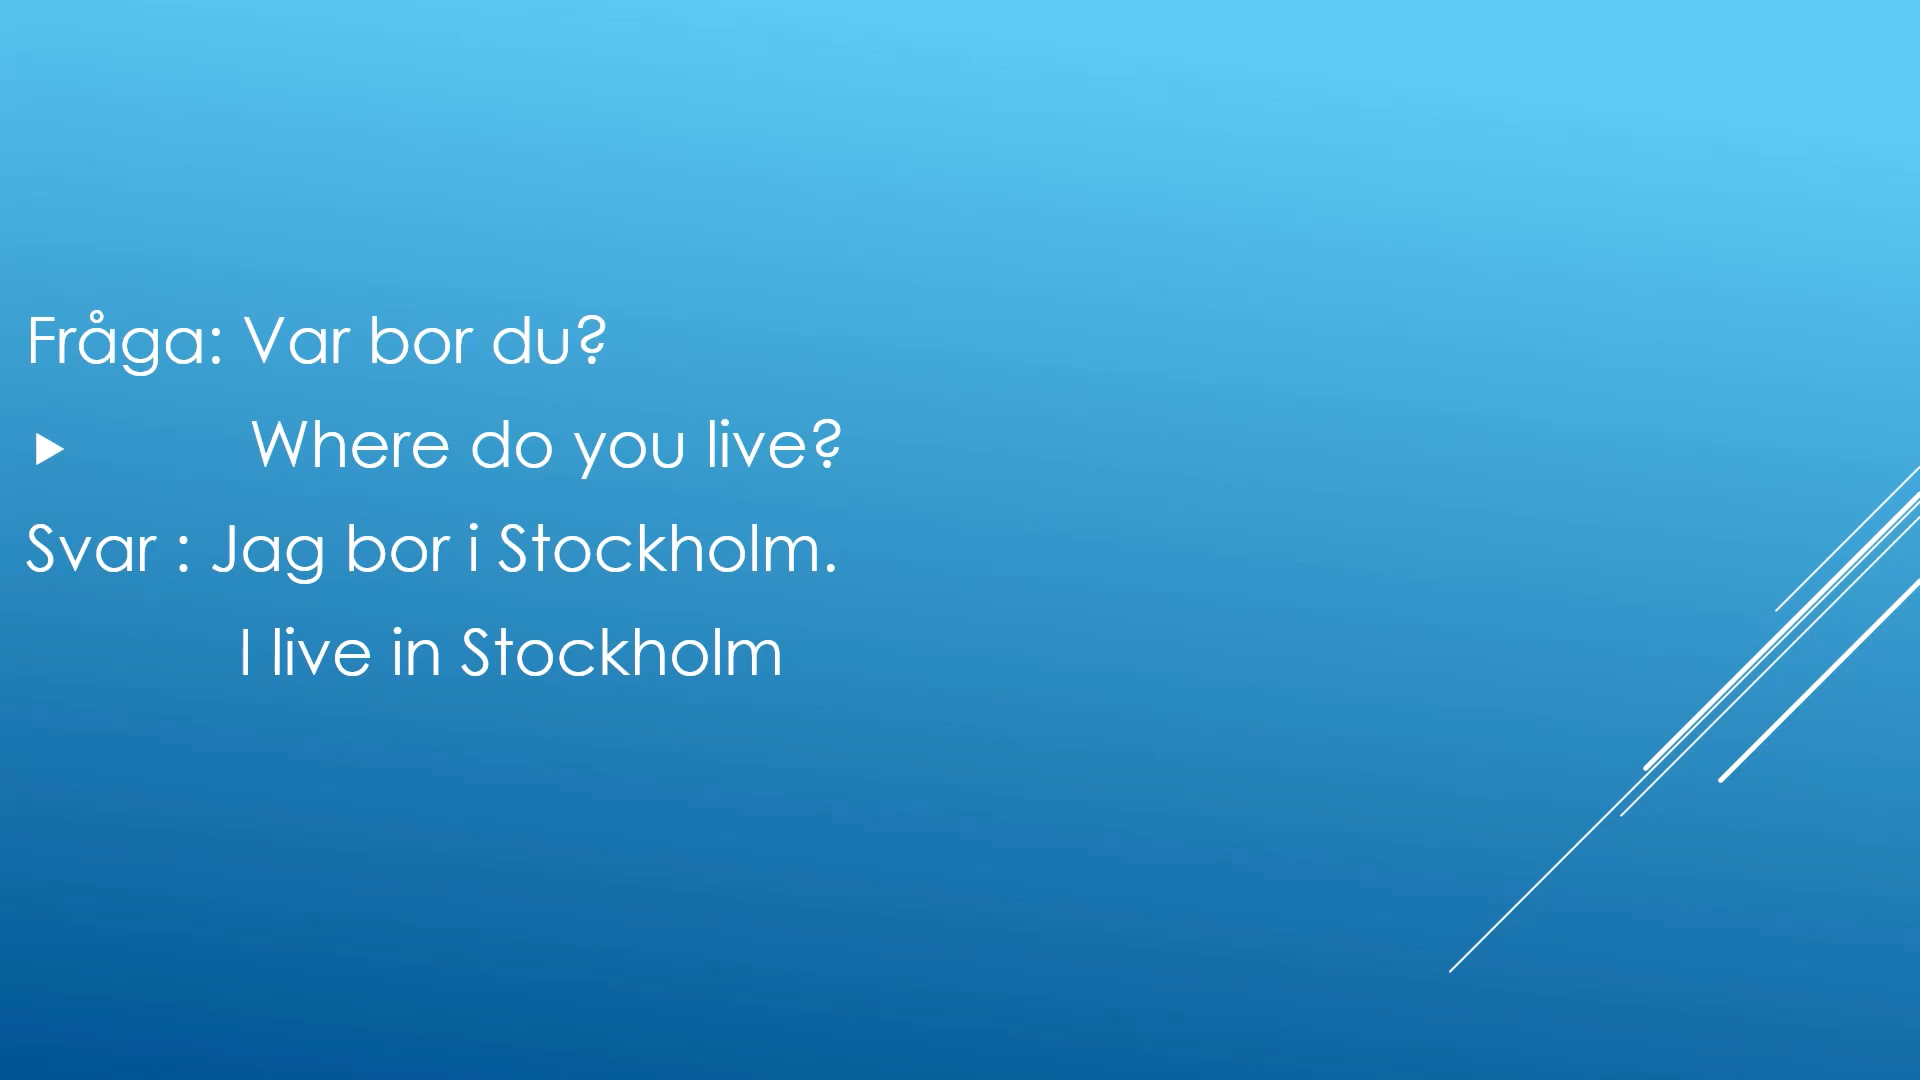 Fråga: Var bor du?
Where do you live?
Svar : Jag bor i Stockholm.
I live in Stockholm